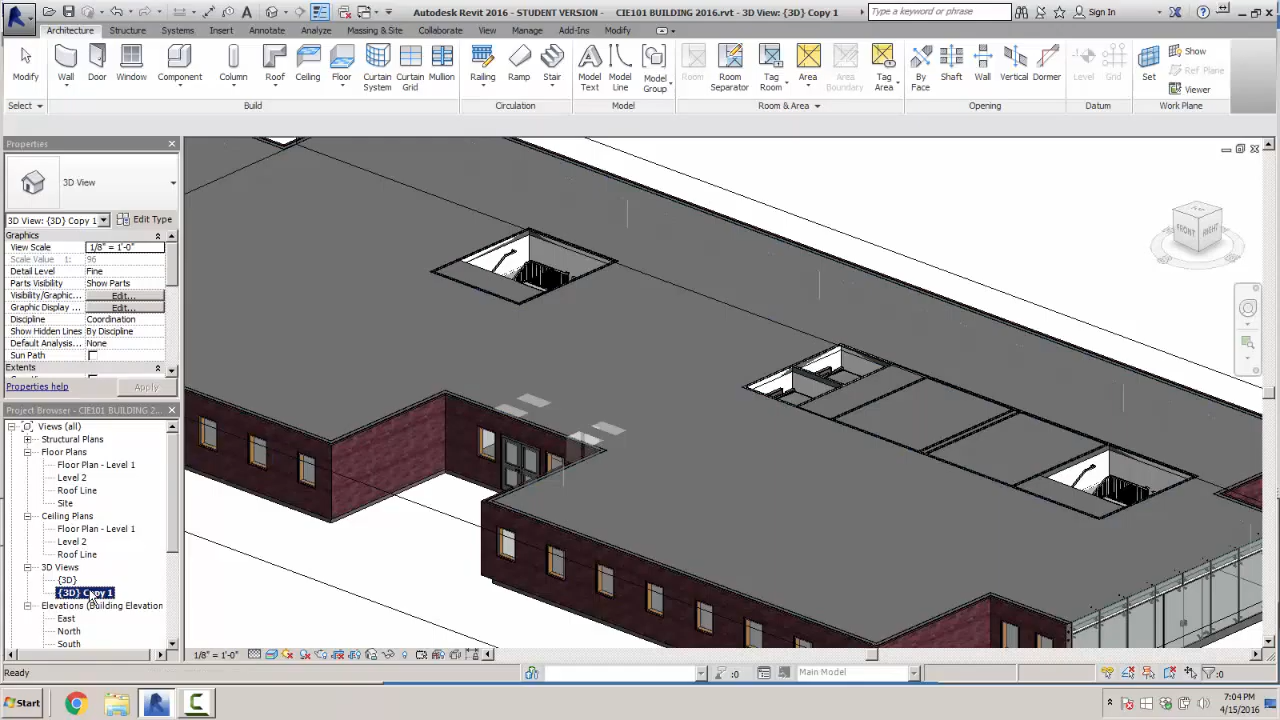 Autodesk Revit 2016 - STUDENT VERSION -    CIE101 BUILDING 2016.rvt - 3D View: {3D} Copy 1
Type a keyword or phrase
Sign In
Architecture Structure Systems Insert Annotate Analyze Massing & Site Collaborate View Manage Add-Ins Modify
Modify Wall Door Window Component Column Roof Ceiling Floor Curtain System Curtain Grid Mullion Railing Ramp Stair Model Text Model Line Model Group Room Room Separator Tag Room Area Area Boundary Tag Area By Face Shaft Wall Vertical Dormer Level Grid Set Show Ref Plane Viewer
Select Build Circulation Model Room & Area Opening Datum Work Plane
Properties
3D View
3D View: {3D} Copy 1 Edit Type
Graphics
View Scale 1/8" = 1'-0"
Scale Value 1: 96
Detail Level Fine
Parts Visibility Show Parts
Visibility/Graphic... Edit...
Graphic Display ... Edit...
Discipline Coordination
Show Hidden Lines By Discipline
Default Analysis... None
Sun Path
Extents
Properties help Apply
Project Browser - CIE101 BUILDING 2...
Views (all)
Structural Plans
Floor Plans
Floor Plan - Level 1
Level 2
Roof Line
Site
Ceiling Plans
Floor Plan - Level 1
Level 2
Roof Line
3D Views
{3D}
{3D} Copy 1
Elevations (Building Elevation
East
North
South
FRONT RIGHT
1/8" = 1'-0"
Ready
:0
Main Model
:0
Start
7:04 PM
4/15/2016